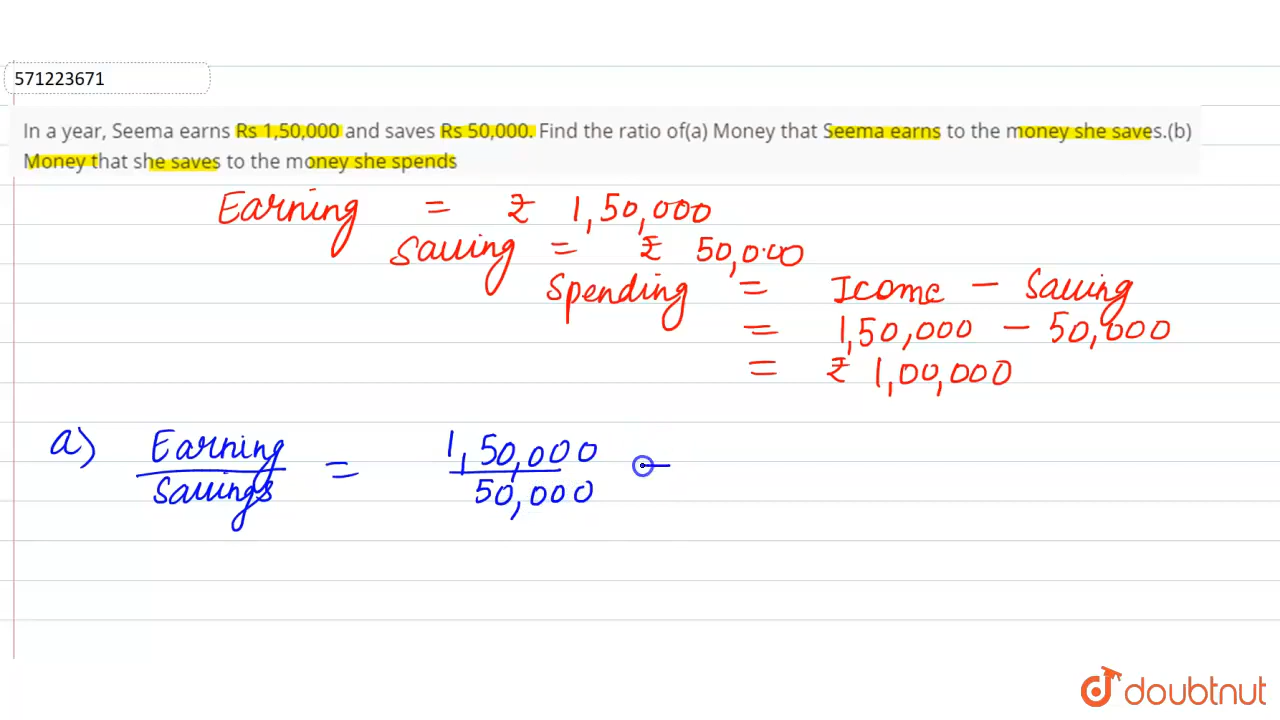 571223671
In a year, Seema earns Rs 1,50,000 and saves Rs 50,000. Find the ratio of(a) Money that Seema earns to the money she saves.(b)
Money that she saves to the money she spends
Earning = ₹ 1,50,000
Saving = ₹ 50,000
Spending = Icome - Saving
= 1,50,000 - 50,000
= ₹ 1,00,000
a) Earning = 1,50,000 =
Savings 50,000
doubtnut